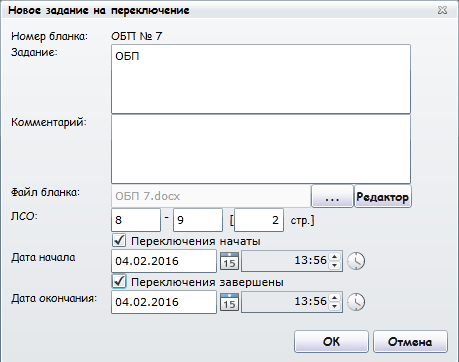 Новое задание на переключение
Номер бланка: ОБП № 7
Задание: ОБП
Комментарий:
Файл бланка: ОБП 7.docx ... Редактор
ЛСО: 8 - 9 [ 2 стр.]
Переключения начаты
Дата начала 04.02.2016 15 13:56
Переключения завершены
Дата окончания: 04.02.2016 15 13:56
OK Отмена